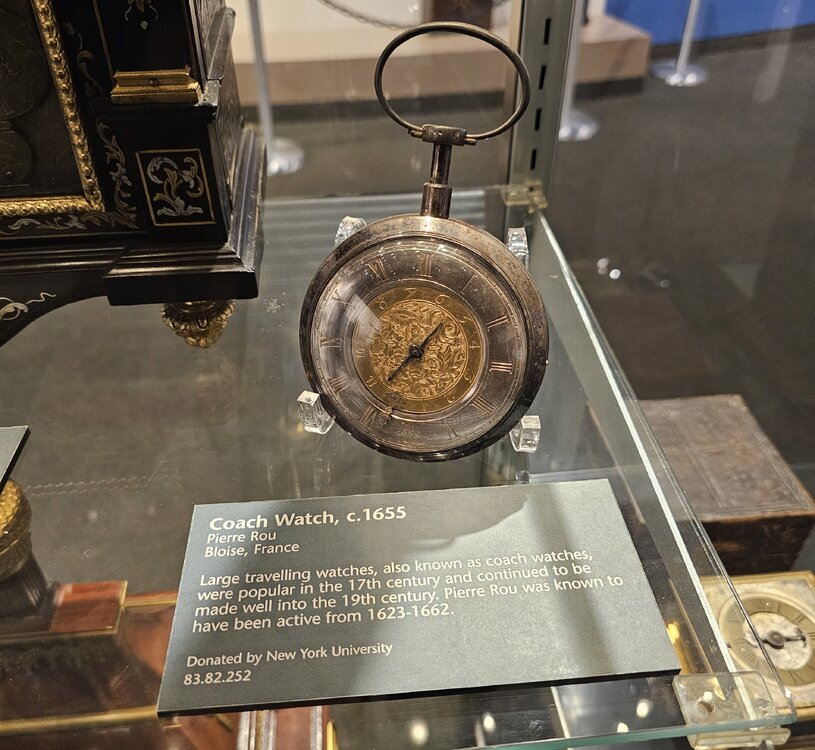 Coach Watch, c.1655
Pierre Rou
Bloise, France
Large travelling watches, also known as coach watches,
were popular in the 17th century and continued to be
made well into the 19th century. Pierre Rou was known to
have been active from 1623-1662.
Donated by New York University
83.82.252